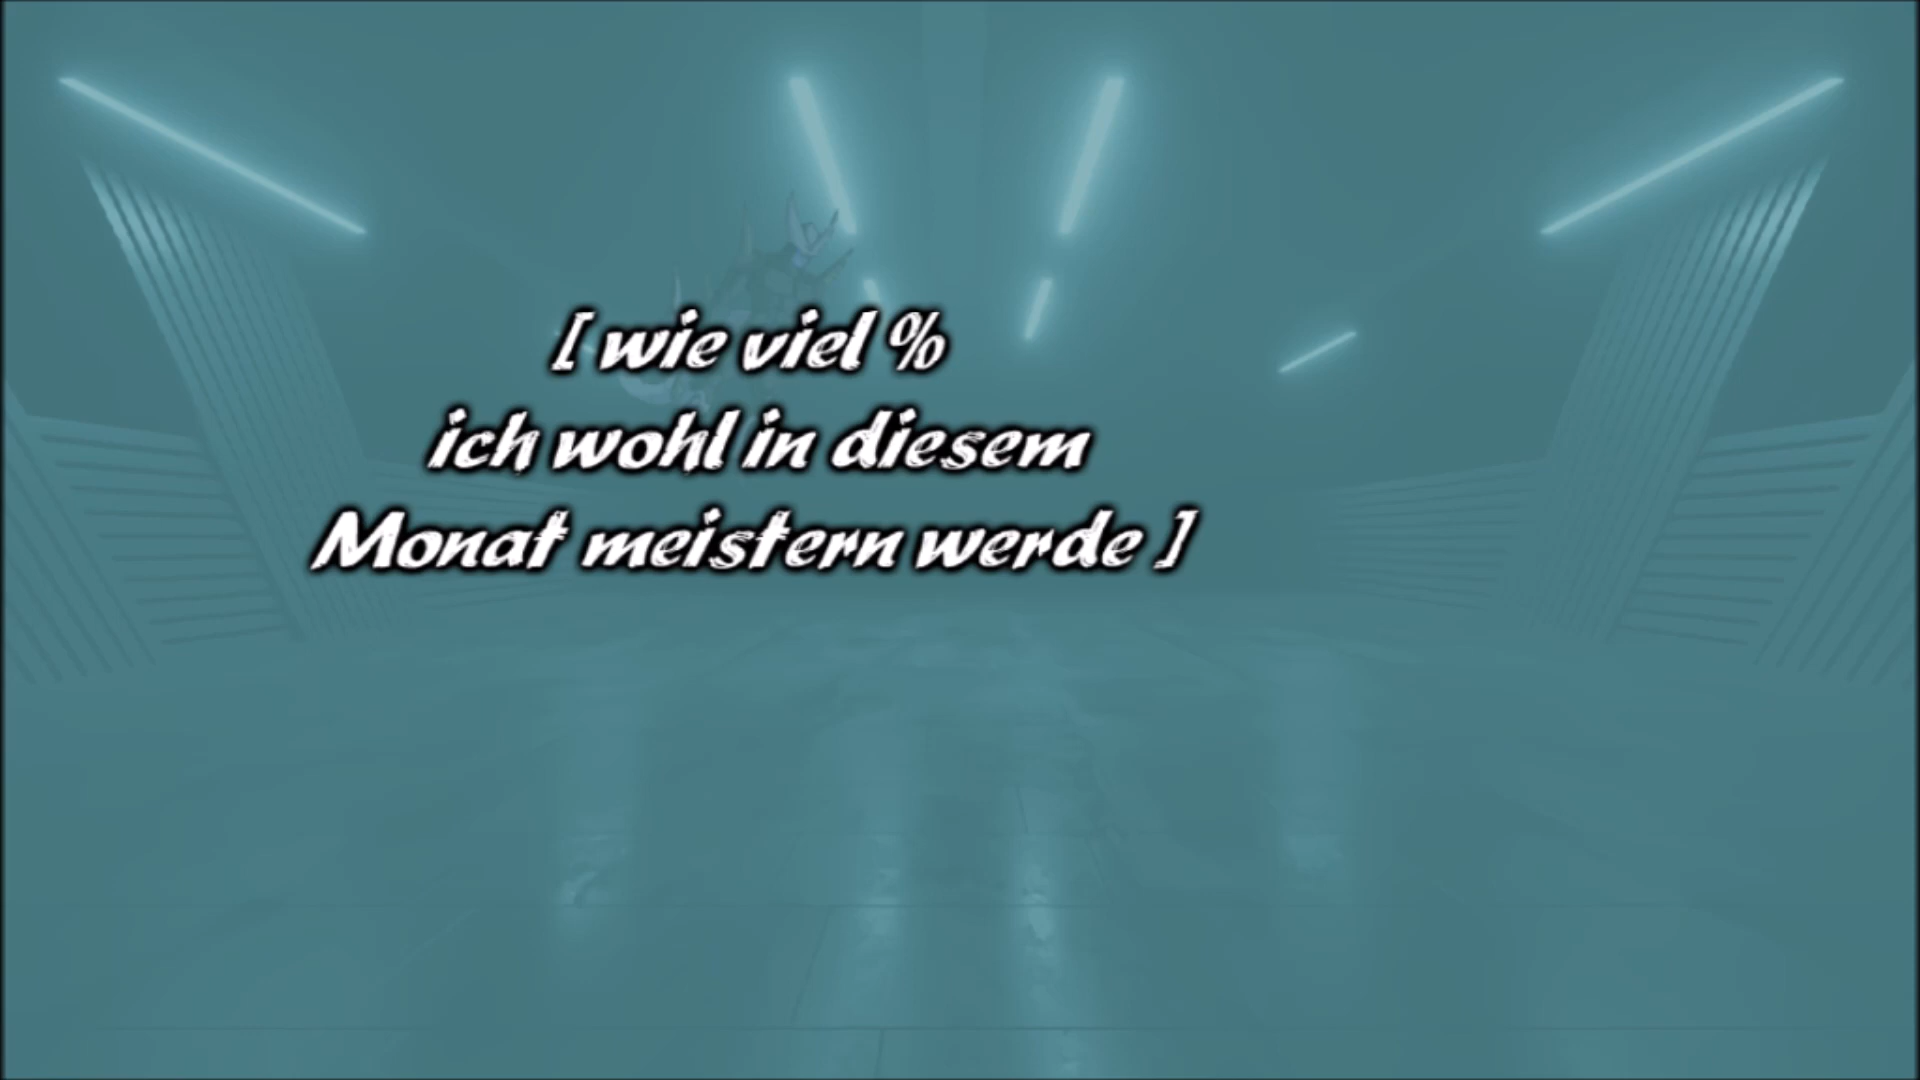 [ wie viel %
ich wohl in diesem
Monat meistern werde ]